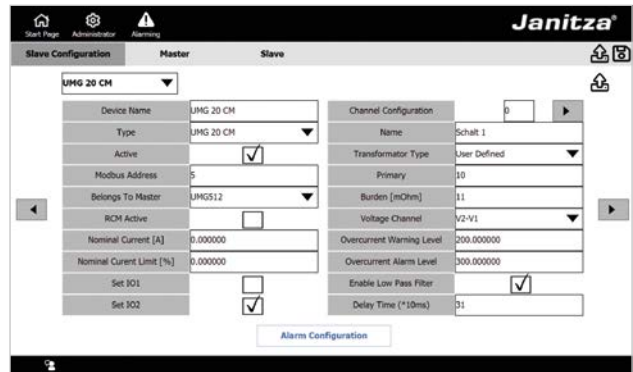 Start Page Administrator Alarming
Janitza®
Slave Configuration Master Slave
UMG 20 CM
Device Name UMG 20 CM Channel Configuration 0
Type UMG 20 CM Name Schalt 1
Active Transformator Type User Defined
Modbus Address 5 Primary 10
Belongs To Master UMG512 Burden [mOhm] 11
RCM Active Voltage Channel V2-V1
Nominal Current [A] 0.000000 Overcurrent Warning Level 200.000000
Nominal Curent Limit [%] 0.000000 Overcurrent Alarm Level 300.000000
Set IO1 Enable Low Pass Filter
Set IO2 Delay Time (*10ms) 31
Alarm Configuration